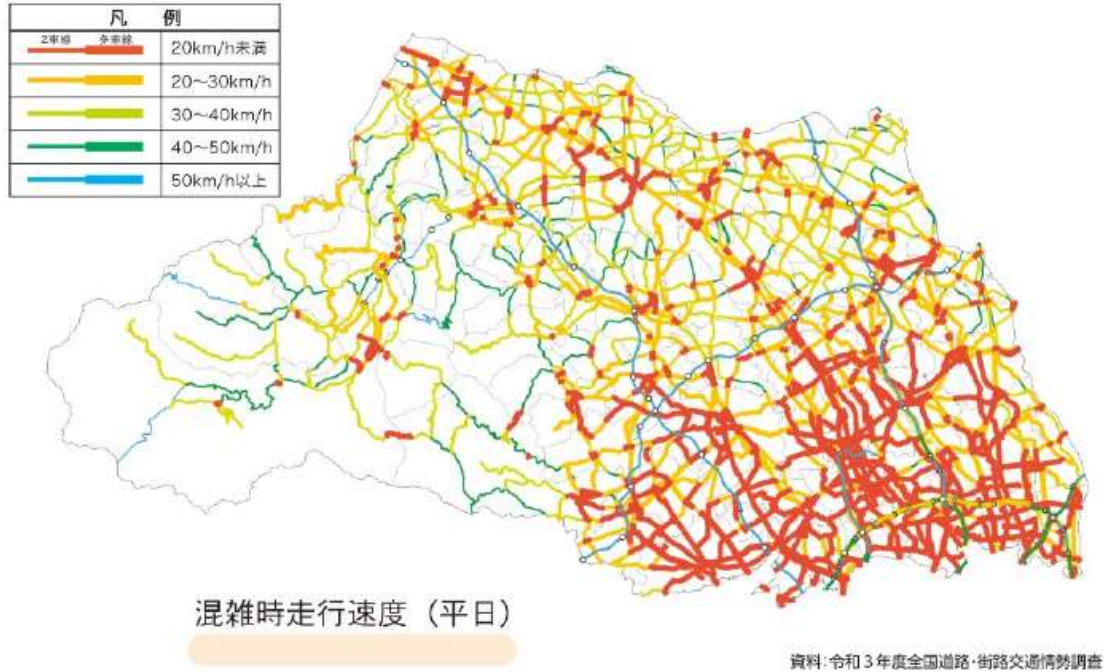 凡 例
2車線 多車線
20km/h未満
20～30km/h
30～40km/h
40～50km/h
50km/h以上
混雑時走行速度（平日）
資料:令和3年度全国道路・街路交通情勢調査